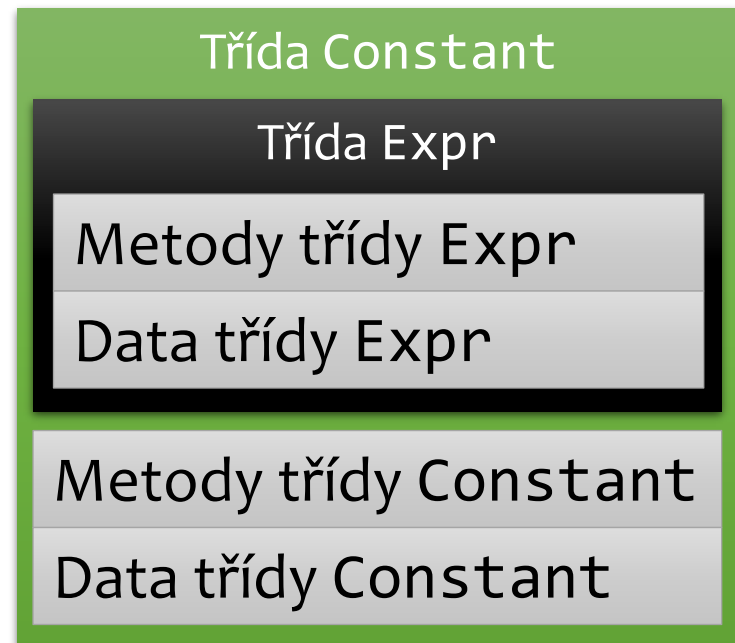 Třída Constant
Třída Expr
Metody třídy Expr
Data třídy Expr
Metody třídy Constant
Data třídy Constant